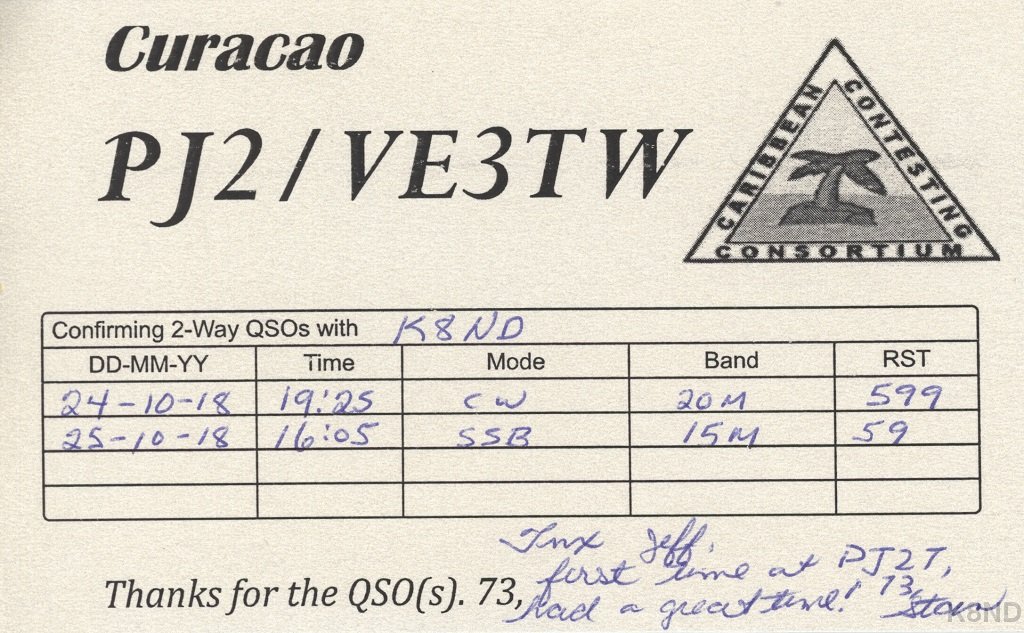 Curacao
PJ2/VE3TW
CARIBBEAN CONTESTING CONSORTIUM
Confirming 2-Way QSOs with K8ND
DD-MM-YY Time Mode Band RST
24-10-18 19:25 CW 20M 599
25-10-18 16:05 SSB 15M 59
Tnx Jeff,
first time at PJ2T,
Thanks for the QSO(s). 73, had a great time! 73,
K8ND